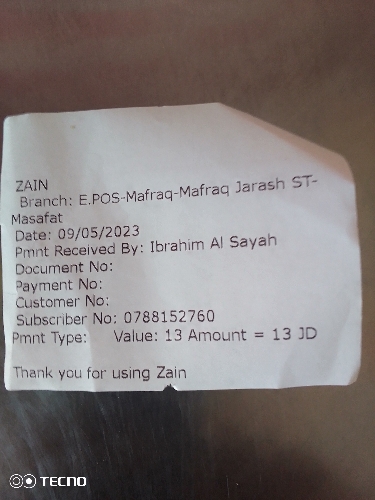 ZAIN
Branch: E.POS-Mafraq-Mafraq Jarash ST-
Masafat
Date: 09/05/2023
Pmnt Received By: Ibrahim Al Sayah
Document No:
Payment No:
Customer No:
Subscriber No: 0788152760
Pmnt Type: Value: 13 Amount = 13 JD
Thank you for using Zain
TECNO